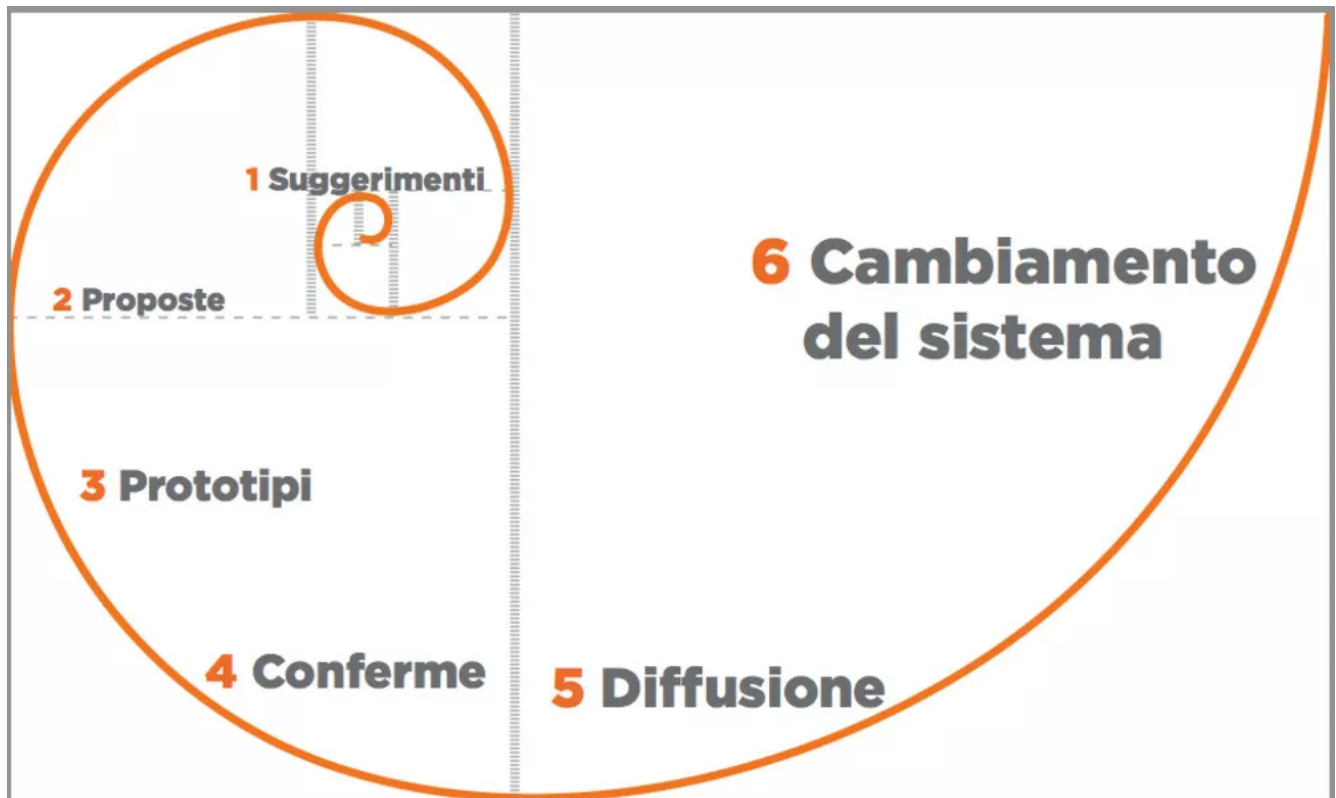 1 Suggerimenti
2 Proposte
3 Prototipi
4 Conferme
5 Diffusione
6 Cambiamento
del sistema